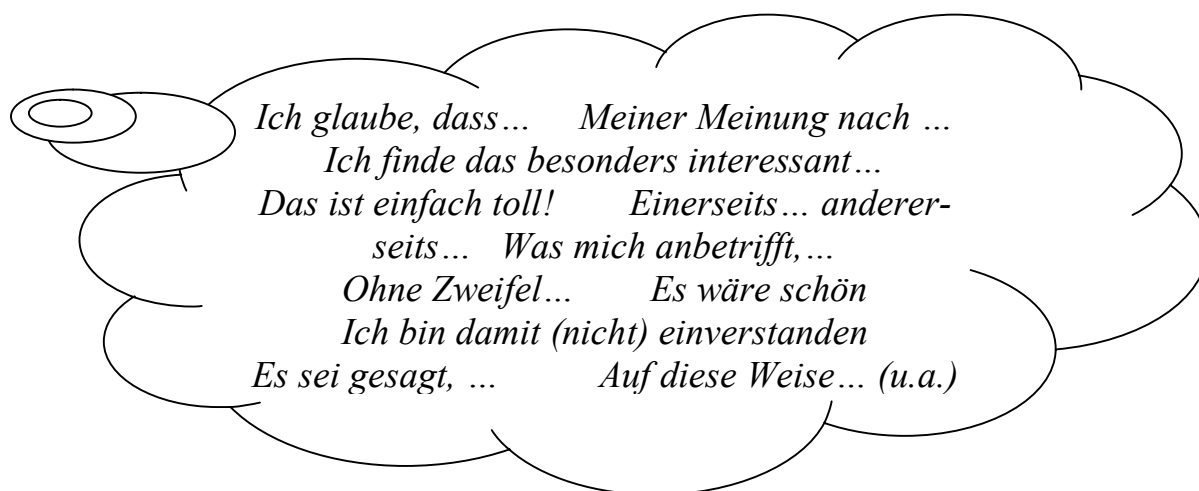 Ich glaube, dass… Meiner Meinung nach …
Ich finde das besonders interessant…
Das ist einfach toll! Einerseits… anderer-
seits… Was mich anbetrifft,…
Ohne Zweifel… Es wäre schön
Ich bin damit (nicht) einverstanden
Es sei gesagt, … Auf diese Weise… (u.a.)